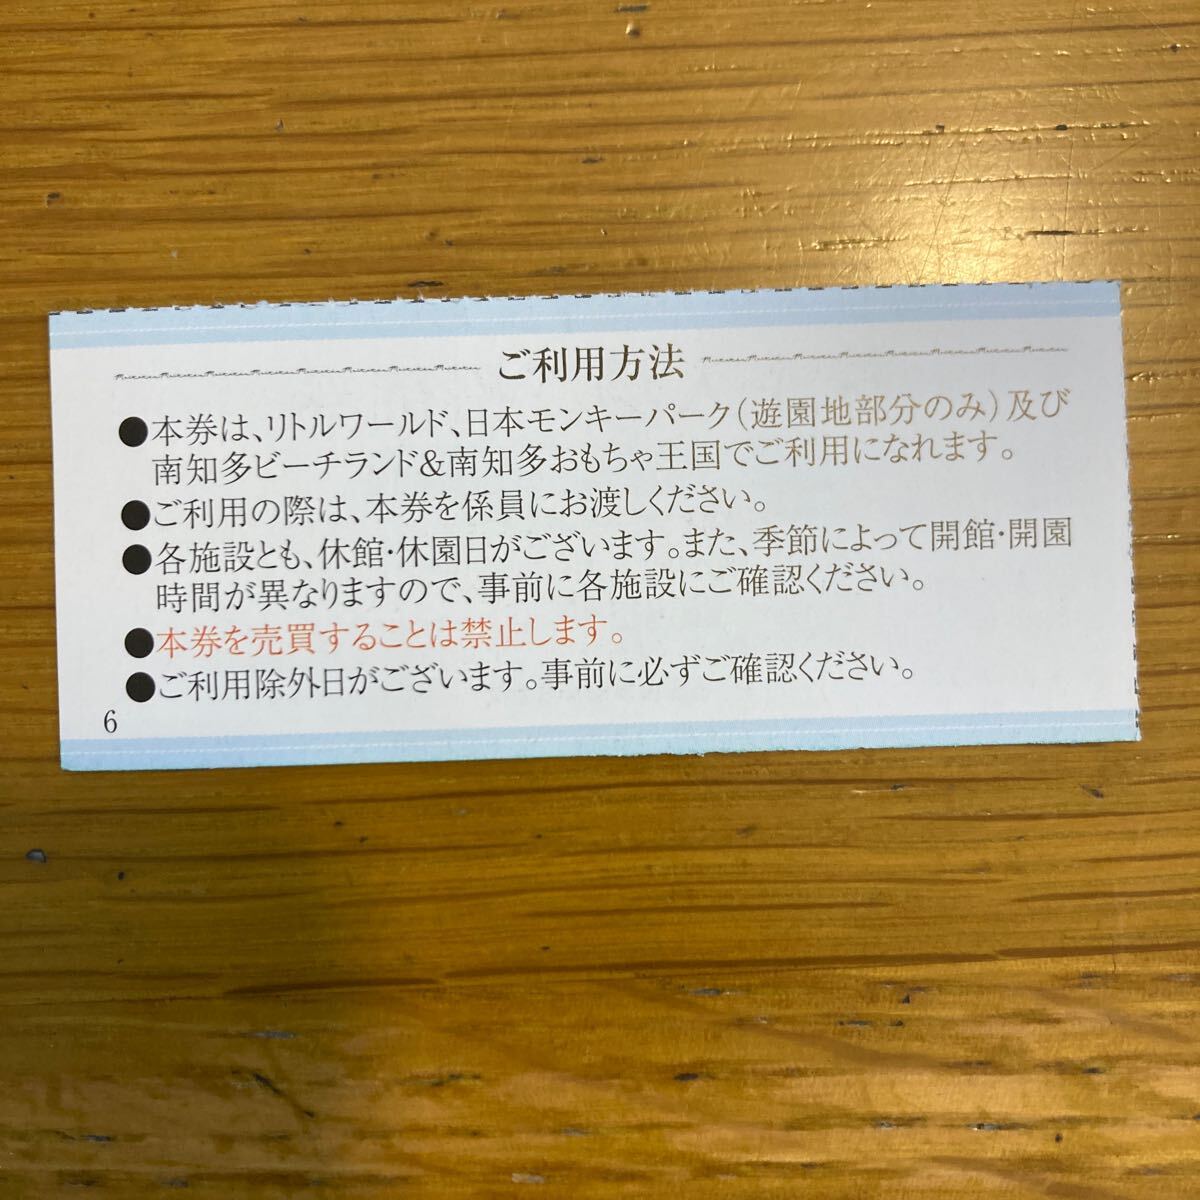 ご利用方法
●本券は、リトルワールド、日本モンキーパーク(遊園地部分のみ)及び
南知多ビーチランド&南知多おもちゃ王国でご利用になれます。
●ご利用の際は、本券を係員にお渡しください。
●各施設とも、休館・休園日がございます。また、季節によって開館・開園
時間が異なりますので、事前に各施設にご確認ください。
●本券を売買することは禁止します。
●ご利用除外日がございます。事前に必ずご確認ください。
6